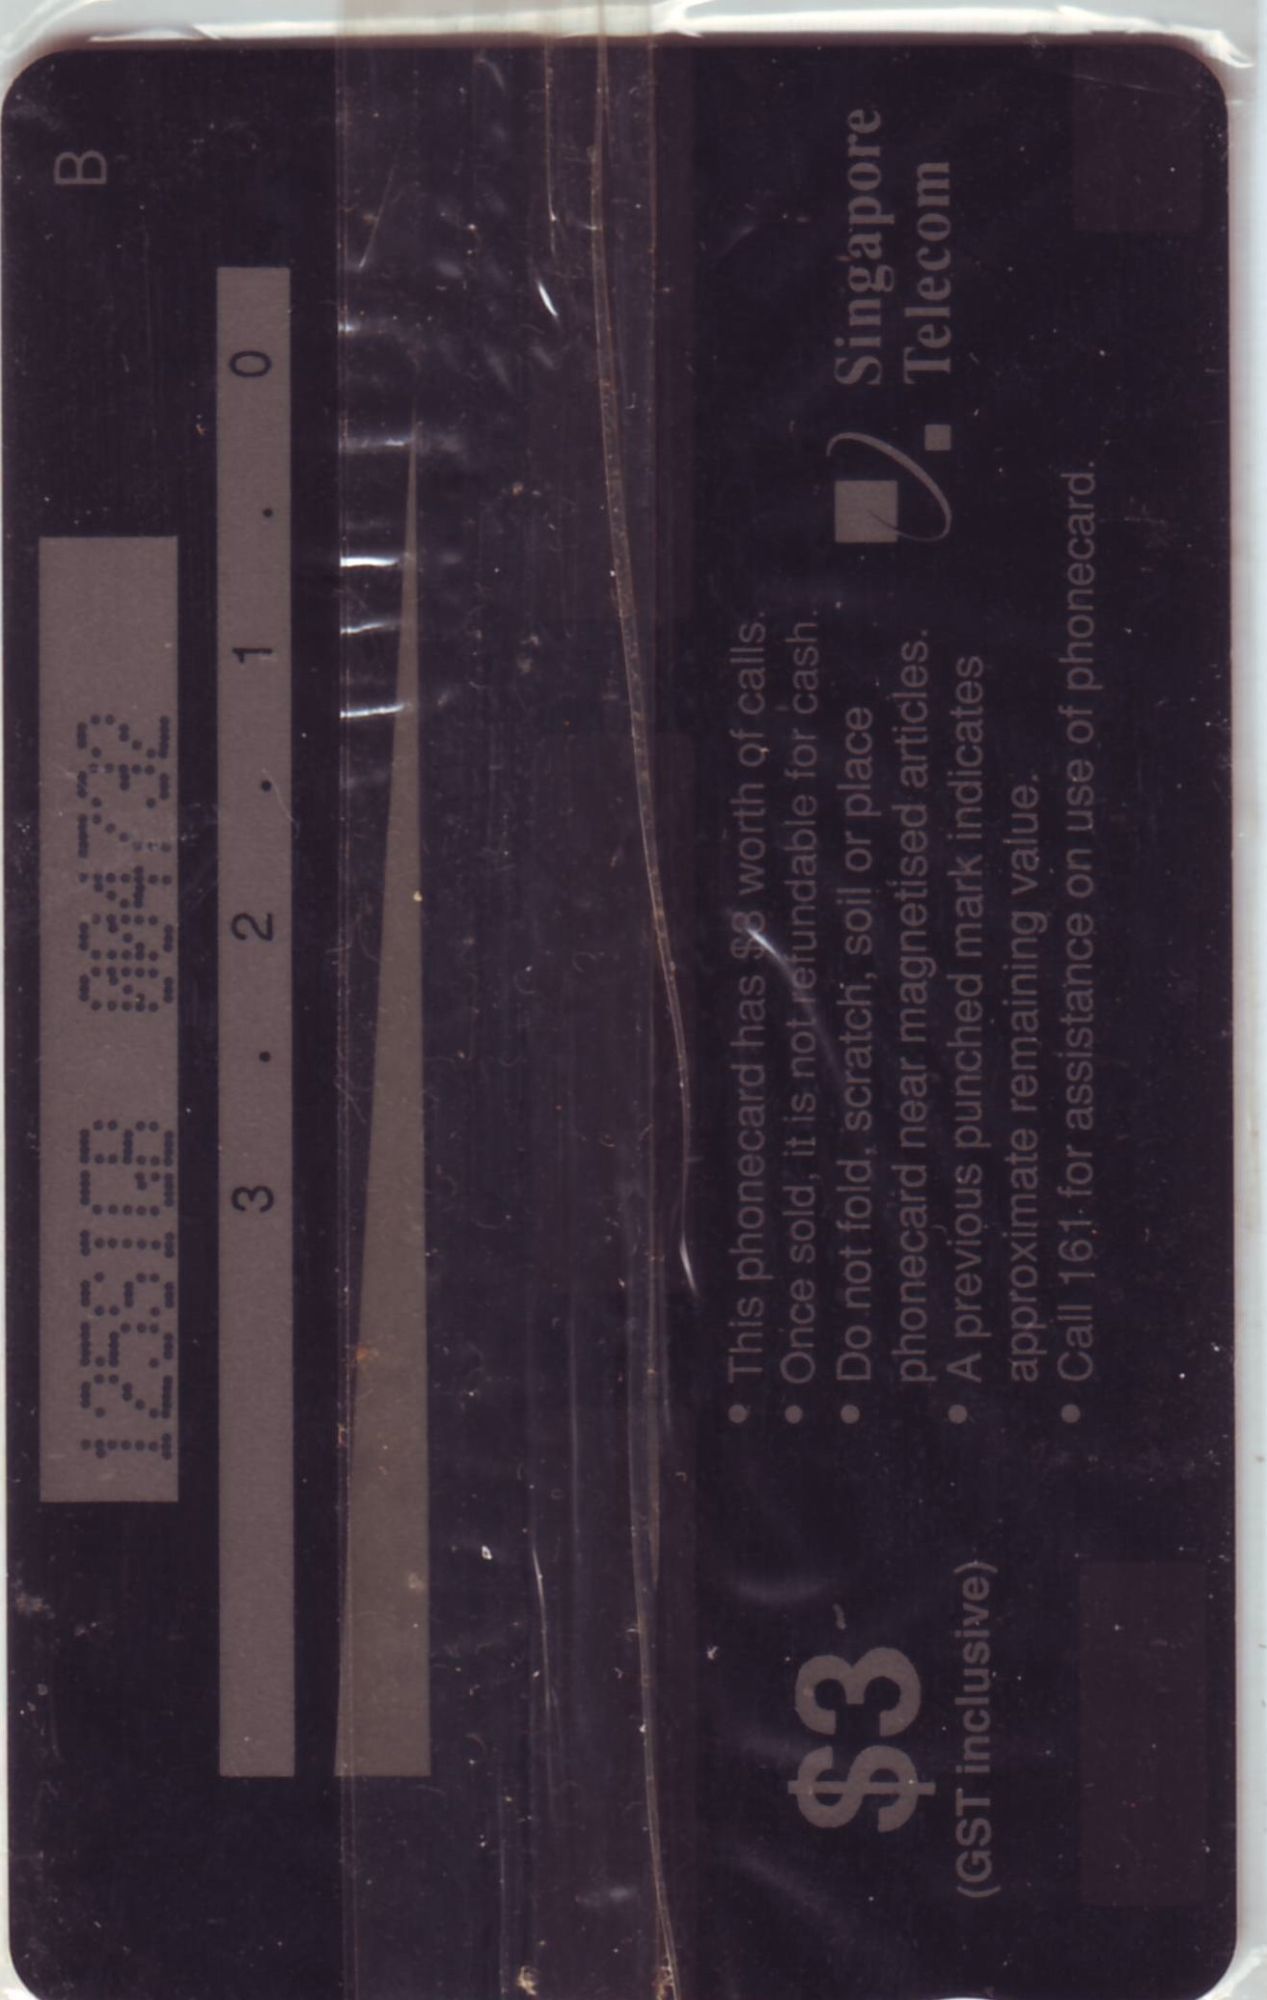 B
125SIGB
3 . 2 . 1 . 0
• This phonecard has $3 worth of calls.
• Once sold, it is not refundable for cash.
• Do not fold, scratch, soil or place
phonecard near magnetised articles.
• A previous punched mark indicates
approximate remaining value.
• Call 161 for assistance on use of phonecard.
$3
(GST inclusive)
Singapore
Telecom